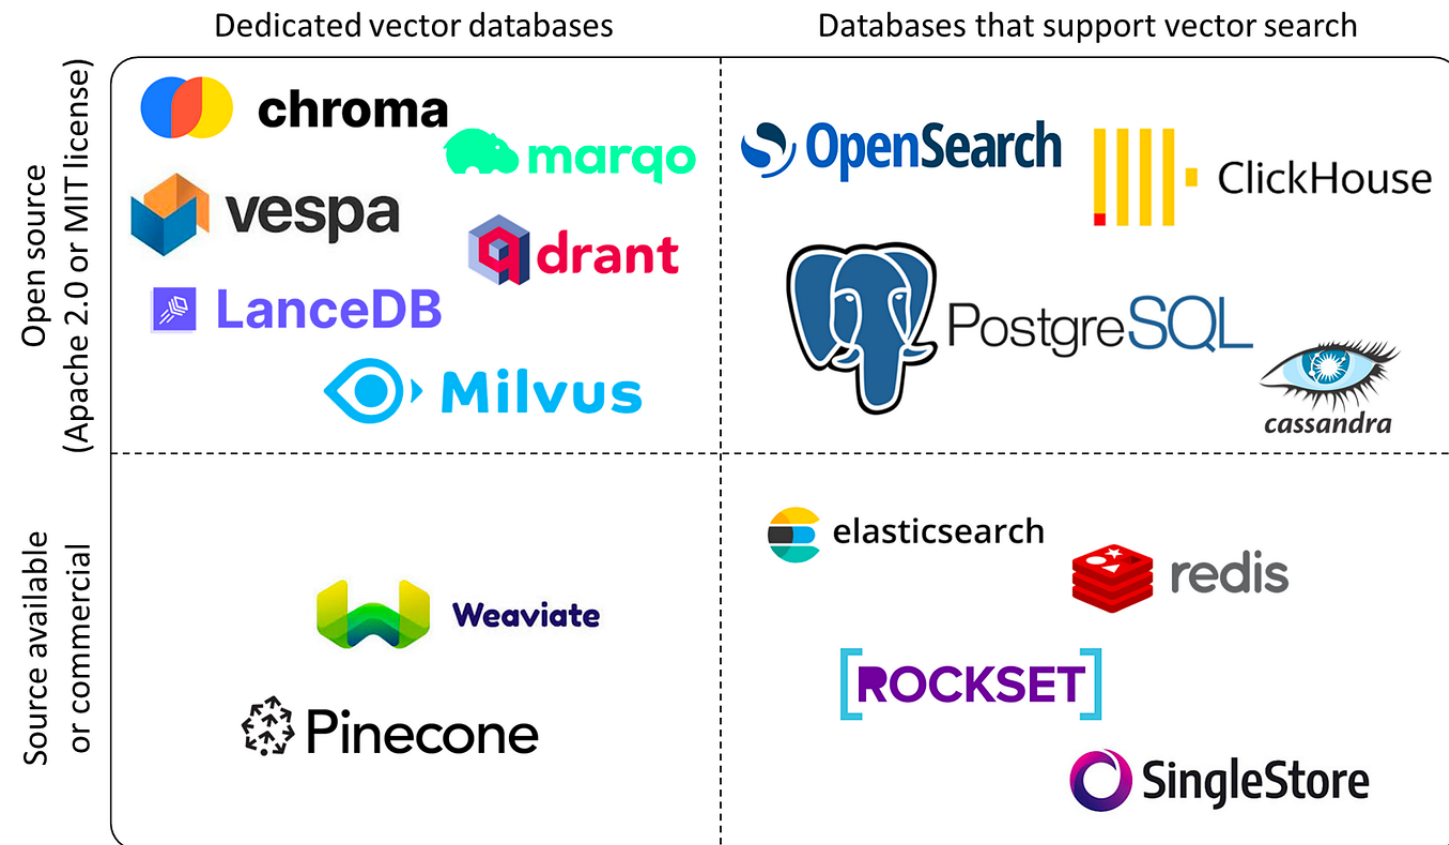 Dedicated vector databases
Databases that support vector search
Open source
(Apache 2.0 or MIT license)
chroma
marqo
vespa
qdrant
LanceDB
Milvus
OpenSearch
ClickHouse
PostgreSQL
cassandra
Source available
or commercial
Weaviate
Pinecone
elasticsearch
redis
[ROCKSET]
SingleStore